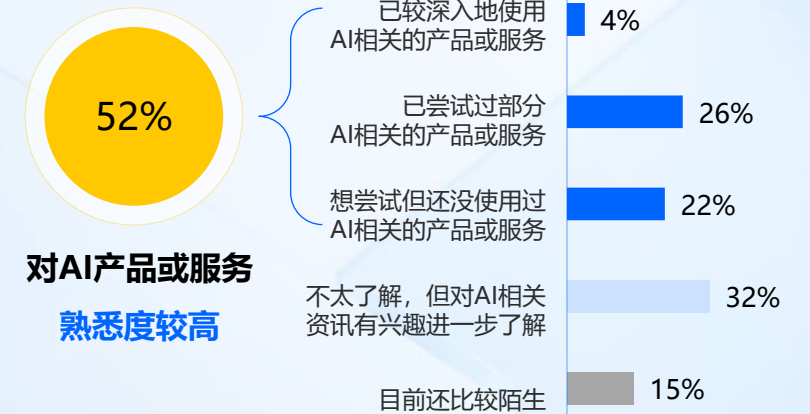 52%
对AI产品或服务
熟悉度较高
已较深入地使用
AI相关的产品或服务
4%
已尝试过部分
AI相关的产品或服务
26%
想尝试但还没使用过
AI相关的产品或服务
22%
不太了解，但对AI相关
资讯有兴趣进一步了解
32%
目前还比较陌生
15%